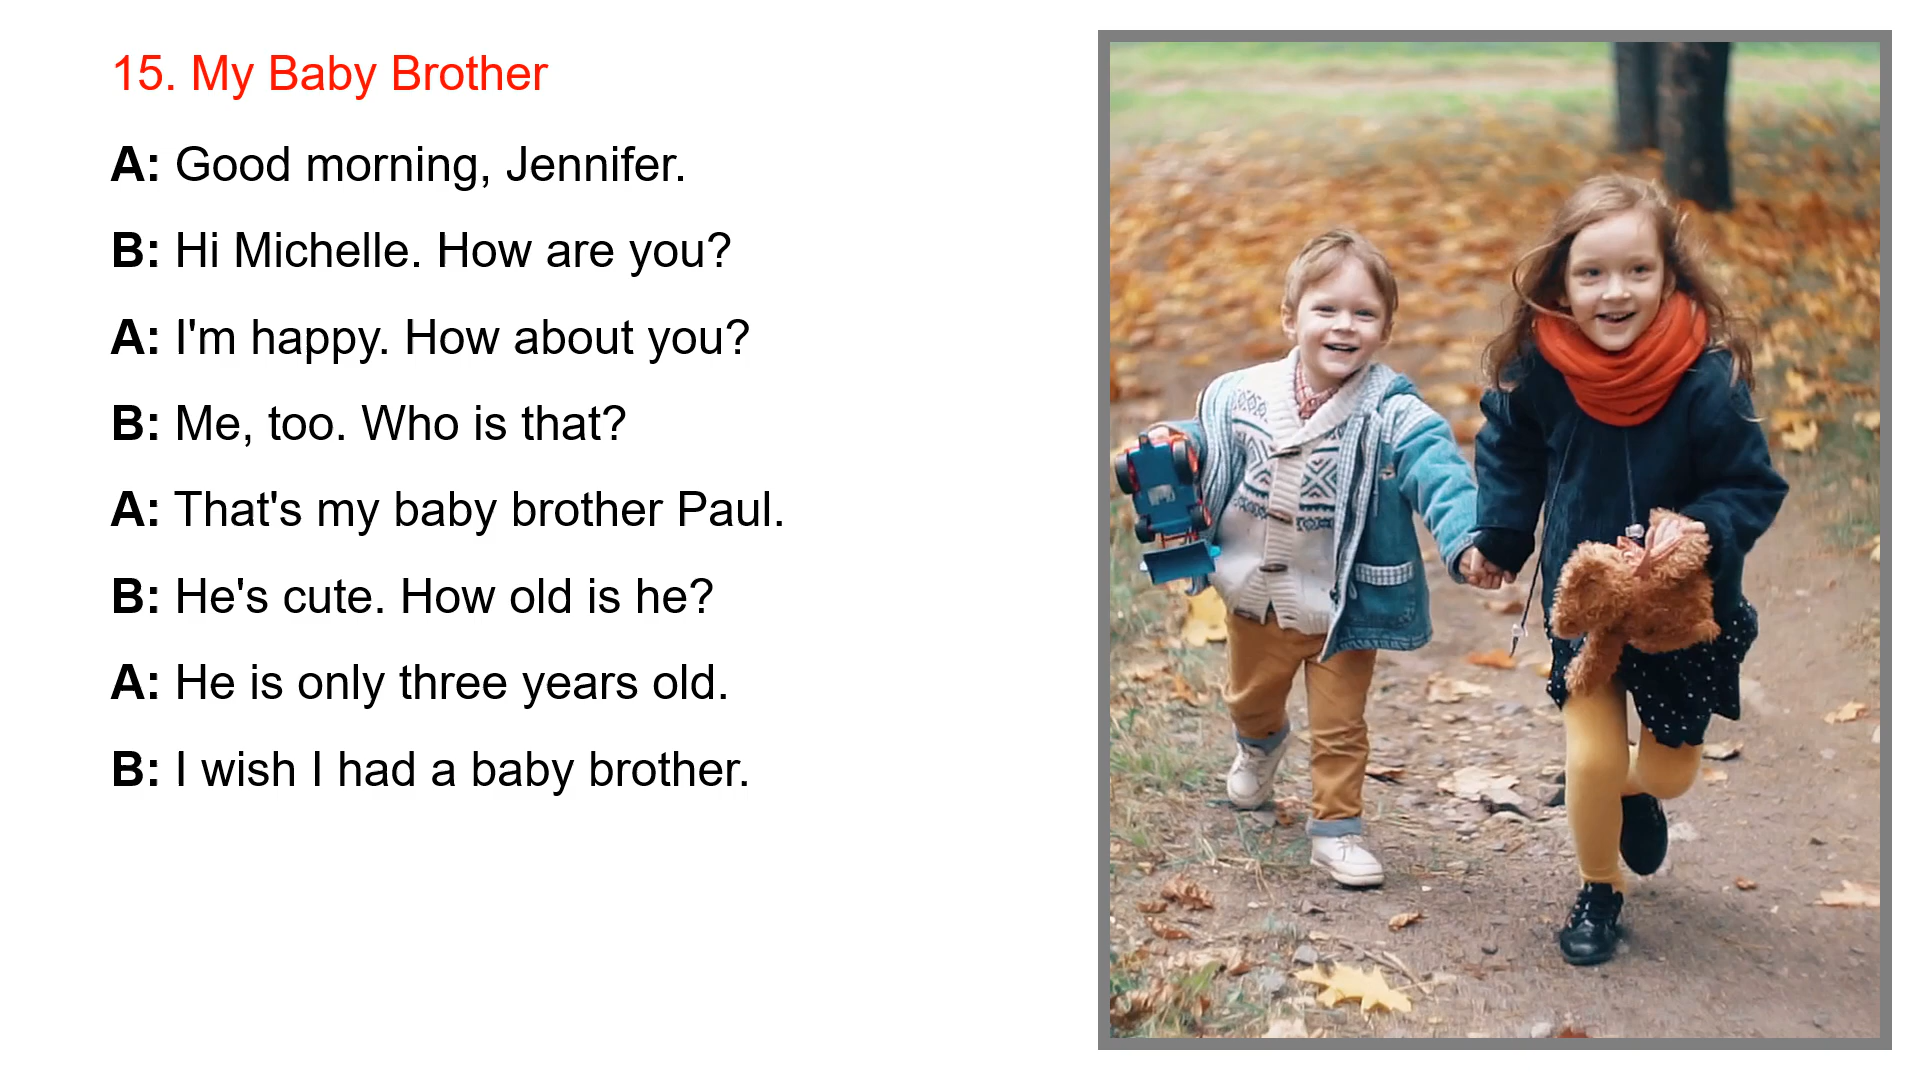 15. My Baby Brother
A: Good morning, Jennifer.
B: Hi Michelle. How are you?
A: I'm happy. How about you?
B: Me, too. Who is that?
A: That's my baby brother Paul.
B: He's cute. How old is he?
A: He is only three years old.
B: I wish I had a baby brother.